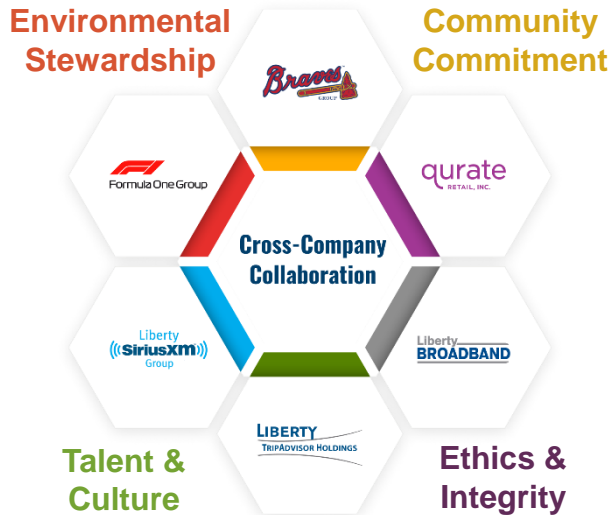 Environmental
Stewardship
Community
Commitment
Braves
GROUP
Formula One Group
qurate
RETAIL, INC.
Cross-Company
Collaboration
Liberty
((SiriusXM))
Group
Liberty
BROADBAND
LIBERTY
TRIPADVISOR HOLDINGS
Talent &
Culture
Ethics &
Integrity